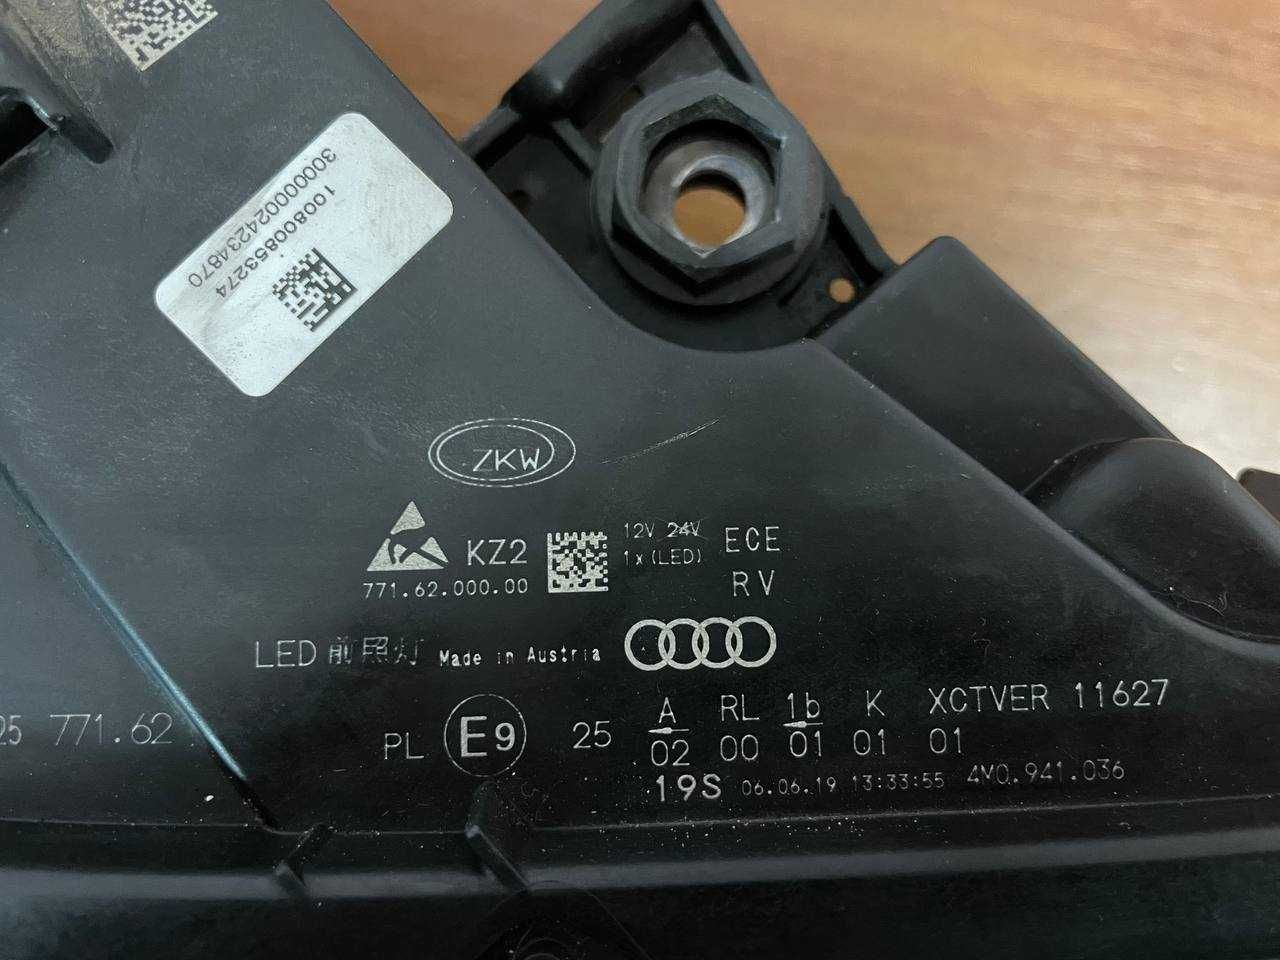 100800853274
3000000024234870
ZKW
KZ2
771.62.000.00
12V 24V
1x(LED)
ECE
RV
LED 前照灯 Made in Austria
25 771.62
PL E9 25
A RL 1b K XCTVER 11627
02 00 01 01 01
19S 06.06.19 13:33:55 4M0.941.036